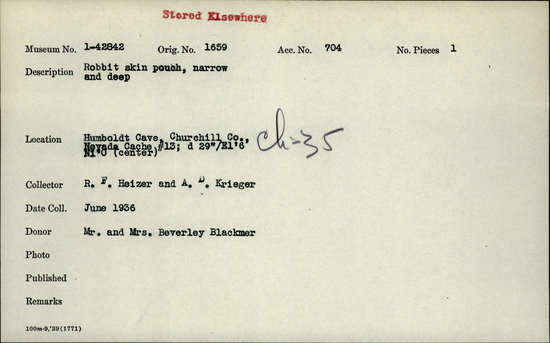 Stored Elsewhere
Museum No. 1-42842 Orig. No. 1659 Acc. No. 704 No. Pieces 1
Description Robbit skin pouch, narrow
and deep
Location Humboldt Cave, Churchill Co.,
Nevada Cache #13; d 29"/E1'6"
N1'0 (center) Ch-35
Collector R. F. Heizer and A. D. Krieger
Date Coll. June 1936
Donor Mr. and Mrs. Beverley Blackmer
Photo
Published
Remarks
100m-9,'39(1771)